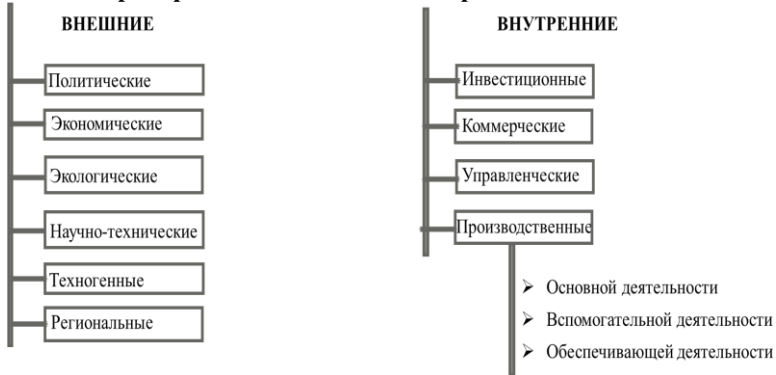 ВНЕШНИЕ
Политические
Экономические
Экологические
Научно-технические
Техногенные
Региональные
ВНУТРЕННИЕ
Инвестиционные
Коммерческие
Управленческие
Производственные
➢ Основной деятельности
➢ Вспомогательной деятельности
➢ Обеспечивающей деятельности